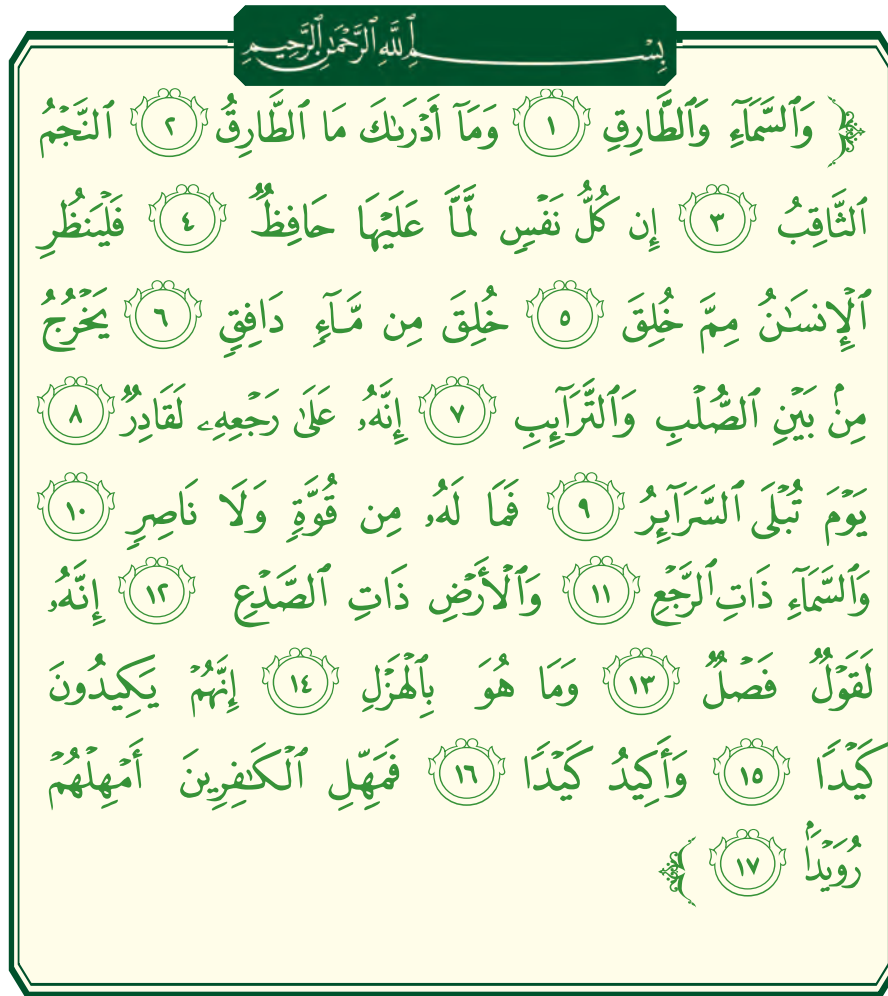 بِسْمِ ٱللَّهِ ٱلرَّحْمَٰنِ ٱلرَّحِيمِ
﴿ وَٱلسَّمَآءِ وَٱلطَّارِقِ ١ وَمَآ أَدْرَىٰكَ مَا ٱلطَّارِقُ ٢ ٱلنَّجْمُ
ٱلثَّاقِبُ ٣ إِن كُلُّ نَفْسٍ لَّمَّا عَلَيْهَا حَافِظٌ ٤ فَلْيَنظُرِ
ٱلْإِنسَٰنُ مِمَّ خُلِقَ ٥ خُلِقَ مِن مَّآءٍ دَافِقٍ ٦ يَخْرُجُ
مِنۢ بَيْنِ ٱلصُّلْبِ وَٱلتَّرَآئِبِ ٧ إِنَّهُۥ عَلَىٰ رَجْعِهِۦ لَقَادِرٌ ٨
يَوْمَ تُبْلَى ٱلسَّرَآئِرُ ٩ فَمَا لَهُۥ مِن قُوَّةٍ وَلَا نَاصِرٍ ١٠
وَٱلسَّمَآءِ ذَاتِ ٱلرَّجْعِ ١١ وَٱلْأَرْضِ ذَاتِ ٱلصَّدْعِ ١٢ إِنَّهُۥ
لَقَوْلٌ فَصْلٌ ١٣ وَمَا هُوَ بِٱلْهَزْلِ ١٤ إِنَّهُمْ يَكِيدُونَ
كَيْدًا ١٥ وَأَكِيدُ كَيْدًا ١٦ فَمَهِّلِ ٱلْكَٰفِرِينَ أَمْهِلْهُمْ
رُوَيْدًۢا ١٧ ﴾